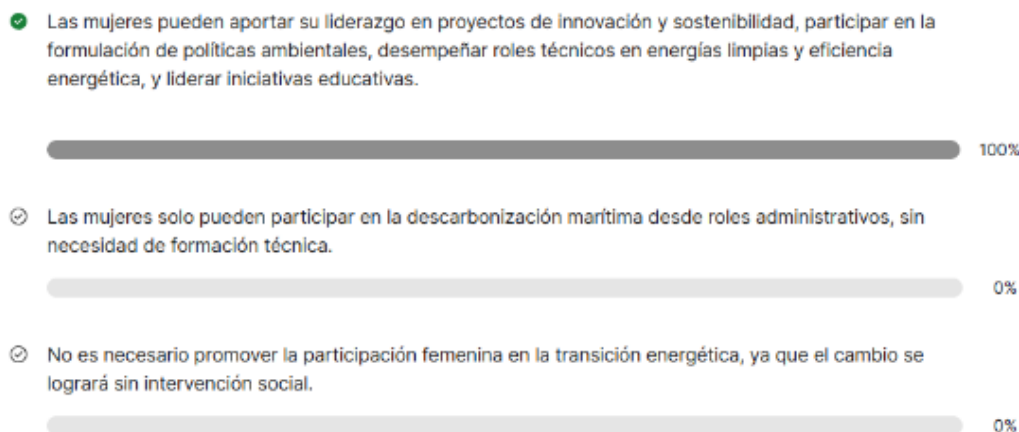 Las mujeres pueden aportar su liderazgo en proyectos de innovación y sostenibilidad, participar en la
formulación de políticas ambientales, desempeñar roles técnicos en energías limpias y eficiencia
energética, y liderar iniciativas educativas.
100%
Las mujeres solo pueden participar en la descarbonización marítima desde roles administrativos, sin
necesidad de formación técnica.
0%
No es necesario promover la participación femenina en la transición energética, ya que el cambio se
logrará sin intervención social.
0%